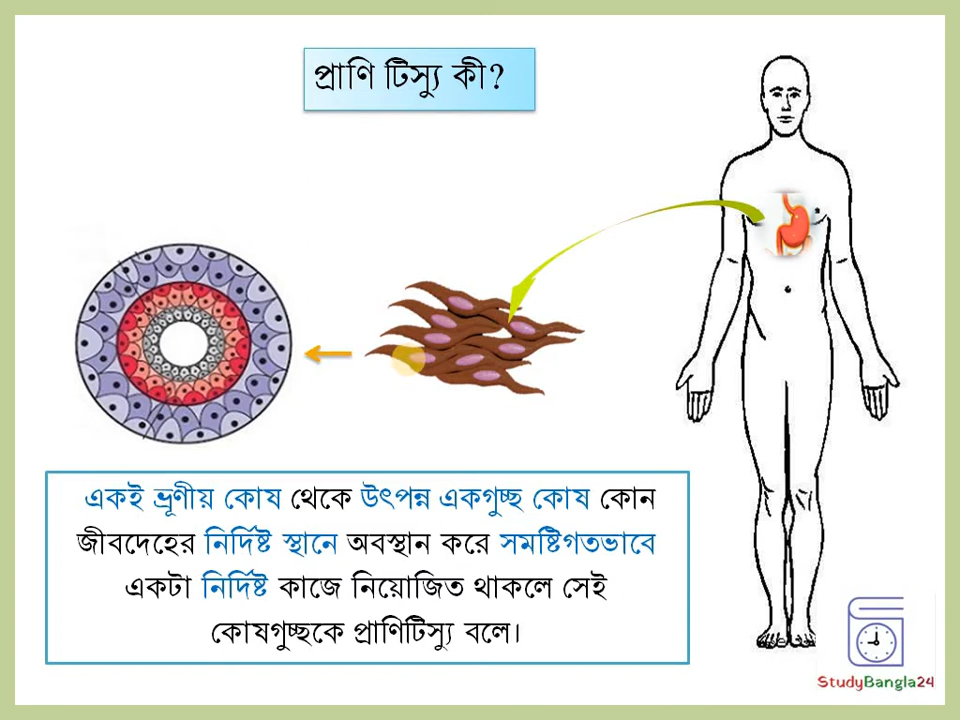 প্রাণি টিস্যু কী?
একই ভ্রূণীয় কোষ থেকে উৎপন্ন একগুচ্ছ কোষ কোন
জীবদেহের নির্দিষ্ট স্থানে অবস্থান করে সমষ্টিগতভাবে
একটা নির্দিষ্ট কাজে নিয়োজিত থাকলে সেই
কোষগুচ্ছকে প্রাণিটিস্যু বলে।
StudyBangla24